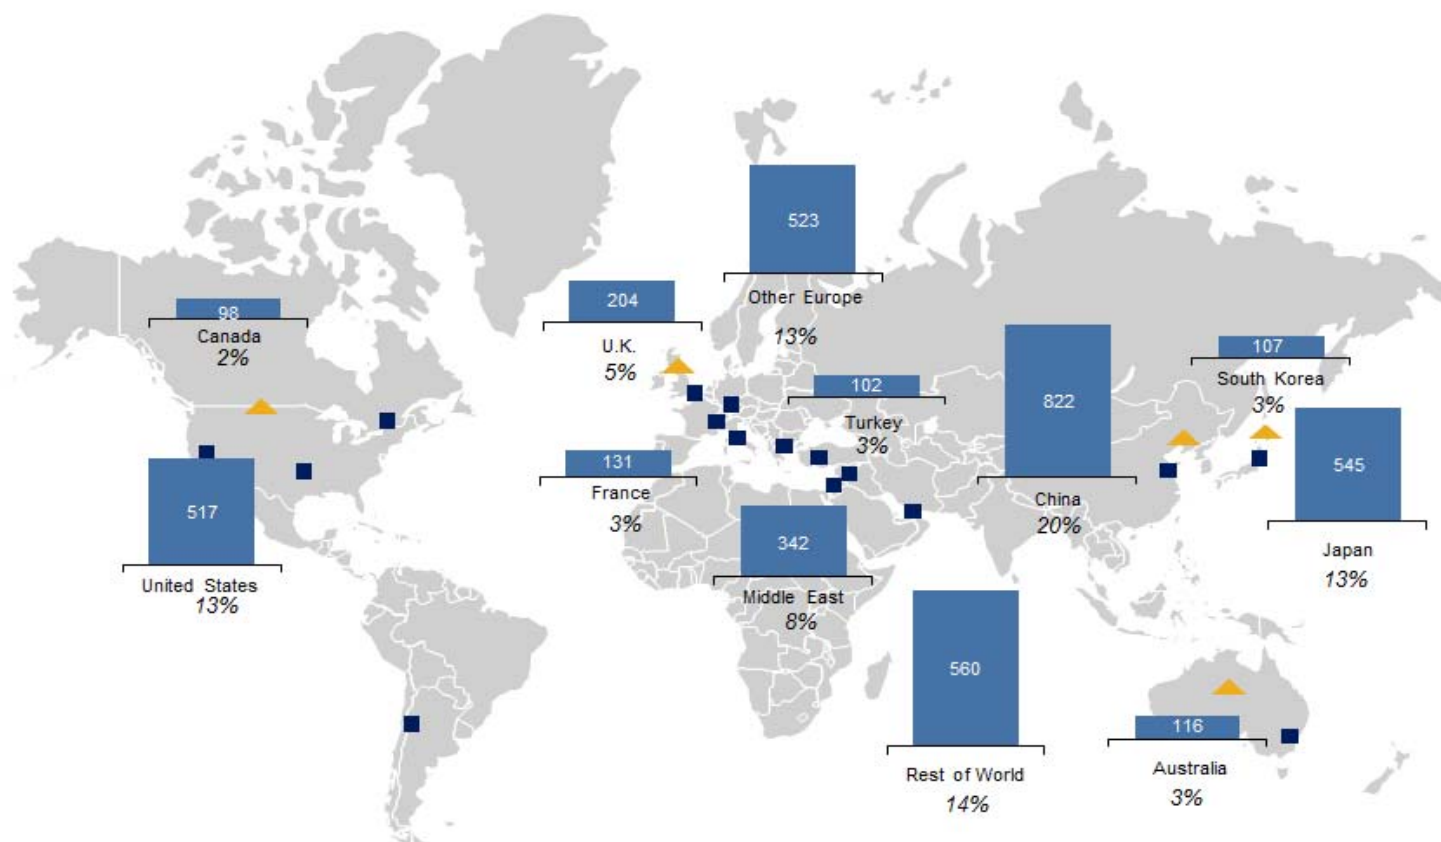 523
Other Europe
13%
204
U.K.
5%
98
Canada
2%
107
South Korea
3%
102
Turkey
3%
822
China
20%
545
Japan
13%
131
France
3%
517
United States
13%
342
Middle East
8%
560
Rest of World
14%
116
Australia
3%